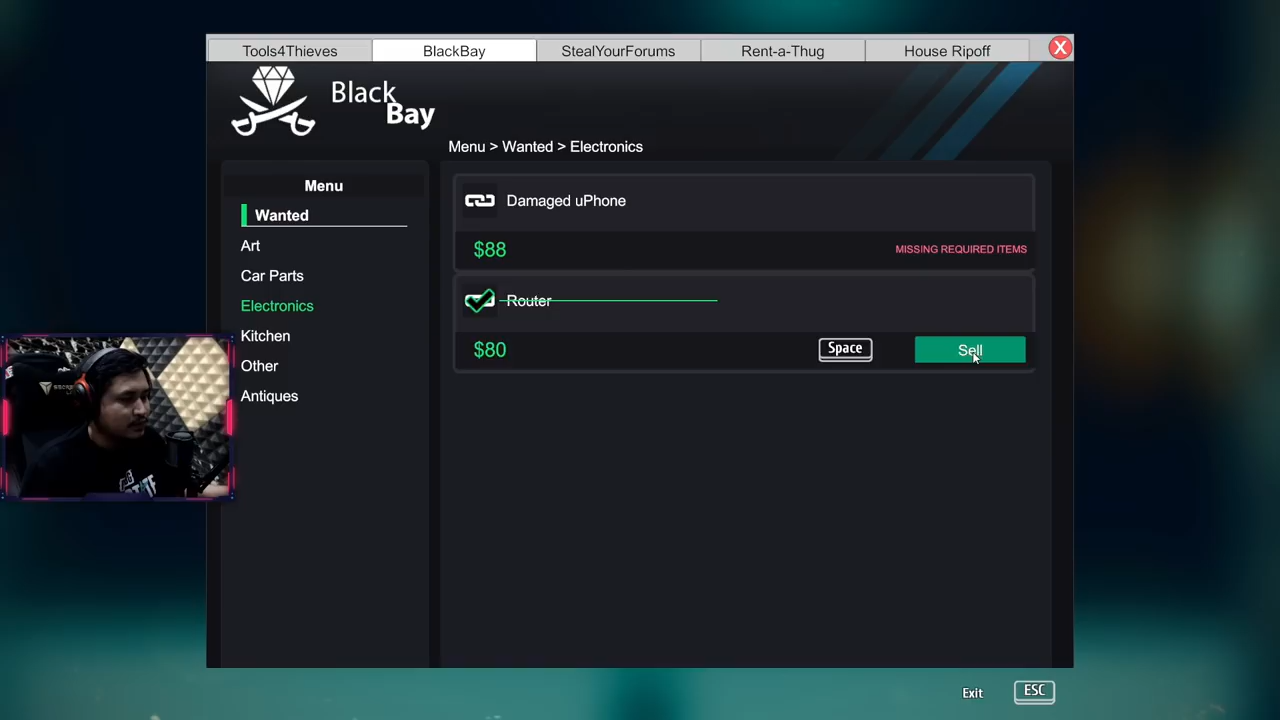 Tools4Thieves
BlackBay
StealYourForums
Rent-a-Thug
House Ripoff
X
Black
Bay
Menu > Wanted > Electronics
Menu
Wanted
Art
Car Parts
Electronics
Kitchen
Other
Antiques
Damaged uPhone
$88
MISSING REQUIRED ITEMS
Router
$80
Space
Sell
Exit
ESC